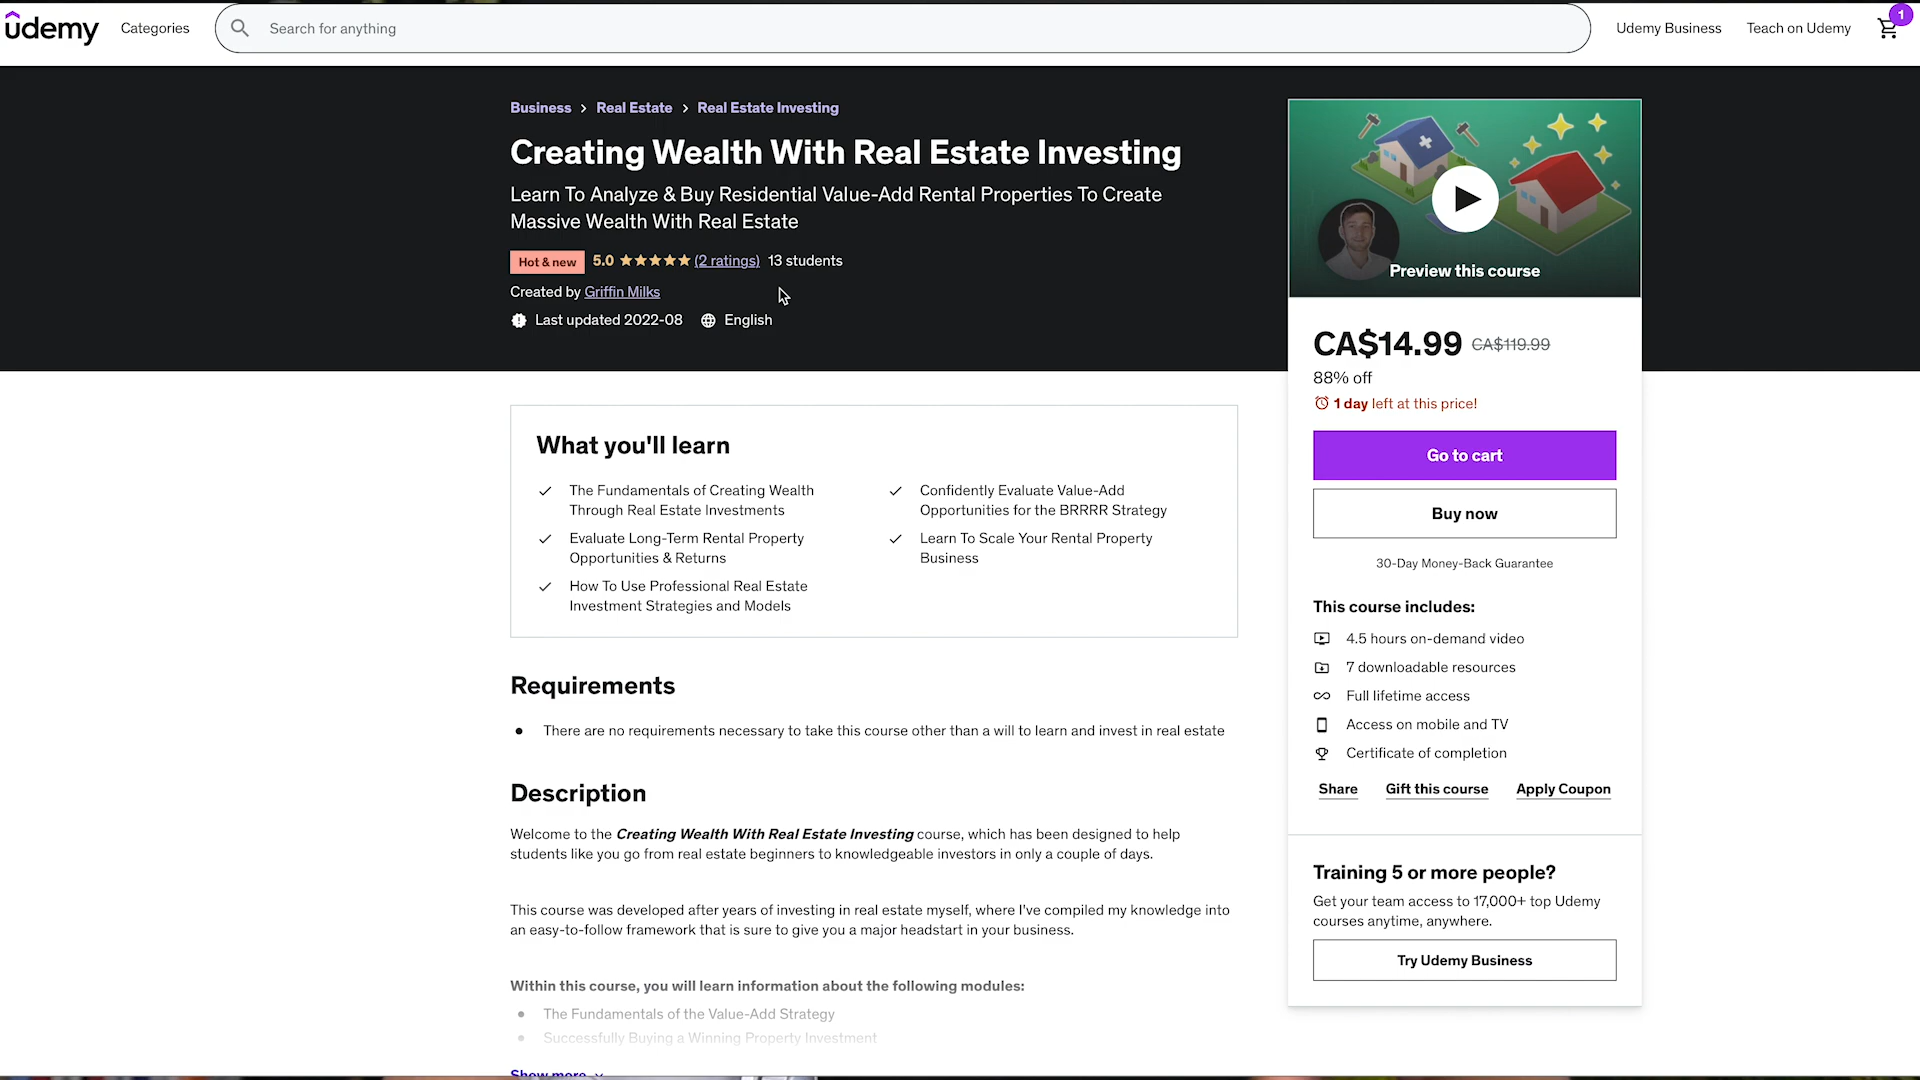 udemy
Categories
Search for anything
Udemy Business
Teach on Udemy
1
Business > Real Estate > Real Estate Investing
Creating Wealth With Real Estate Investing
Learn To Analyze & Buy Residential Value-Add Rental Properties To Create
Massive Wealth With Real Estate
Hot & new 5.0 (2 ratings) 13 students
Created by Griffin Milks
Last updated 2022-08 English
Preview this course
CA$14.99 CA$119.99
88% off
1 day left at this price!
Go to cart
Buy now
30-Day Money-Back Guarantee
This course includes:
4.5 hours on-demand video
7 downloadable resources
Full lifetime access
Access on mobile and TV
Certificate of completion
Share Gift this course Apply Coupon
Training 5 or more people?
Get your team access to 17,000+ top Udemy
courses anytime, anywhere.
Try Udemy Business
What you'll learn
The Fundamentals of Creating Wealth
Through Real Estate Investments
Evaluate Long-Term Rental Property
Opportunities & Returns
How To Use Professional Real Estate
Investment Strategies and Models
Confidently Evaluate Value-Add
Opportunities for the BRRRR Strategy
Learn To Scale Your Rental Property
Business
Requirements
There are no requirements necessary to take this course other than a will to learn and invest in real estate
Description
Welcome to the Creating Wealth With Real Estate Investing course, which has been designed to help
students like you go from real estate beginners to knowledgeable investors in only a couple of days.
This course was developed after years of investing in real estate myself, where I've compiled my knowledge into
an easy-to-follow framework that is sure to give you a major headstart in your business.
Within this course, you will learn information about the following modules:
The Fundamentals of the Value-Add Strategy
Successfully Buying a Winning Property Investment
Show more